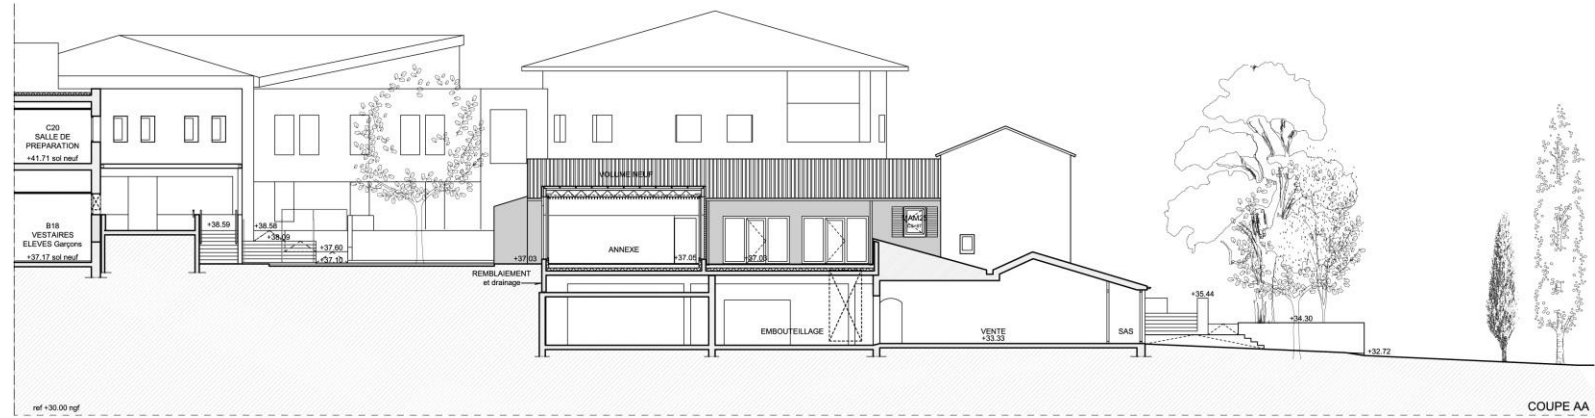 C20
SALLE DE
PREPARATION
+41.71 sol neuf
B18
VESTIAIRES
ELEVES Garçons
+37.17 sol neuf
+38.59
+38.58
+38.09
+37.60
+37.10
+37.03
REMBLAIEMENT
et drainage
VOLUME NEUF
ANNEXE
+37.05
+37.03
EMBOUTEILLAGE
VENTE
+33.33
SAS
+35.44
+34.30
+32.72
ref +30.00 ngf
COUPE AA